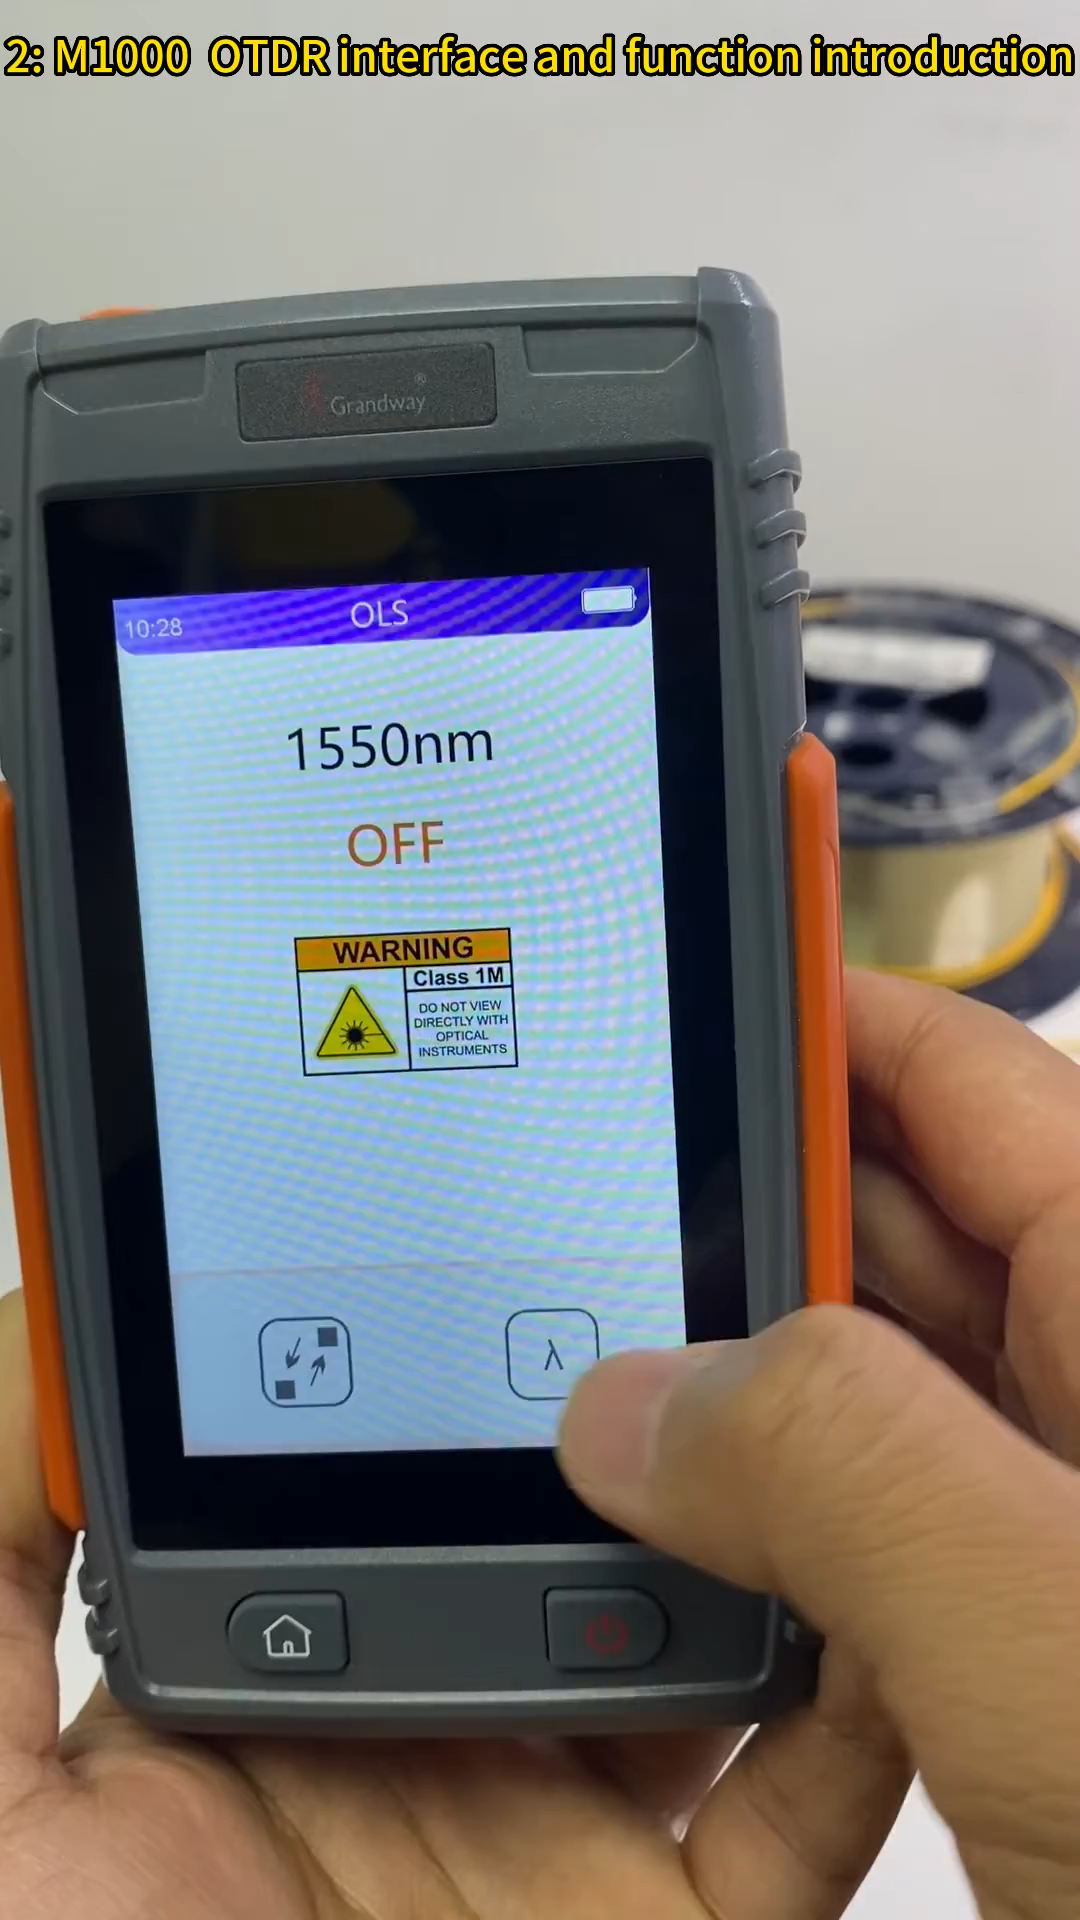 2: M1000 OTDR interface and function introduction
Grandway®
10:28 OLS
1550nm
OFF
WARNING
Class 1M
DO NOT VIEW
DIRECTLY WITH
OPTICAL
INSTRUMENTS
λ